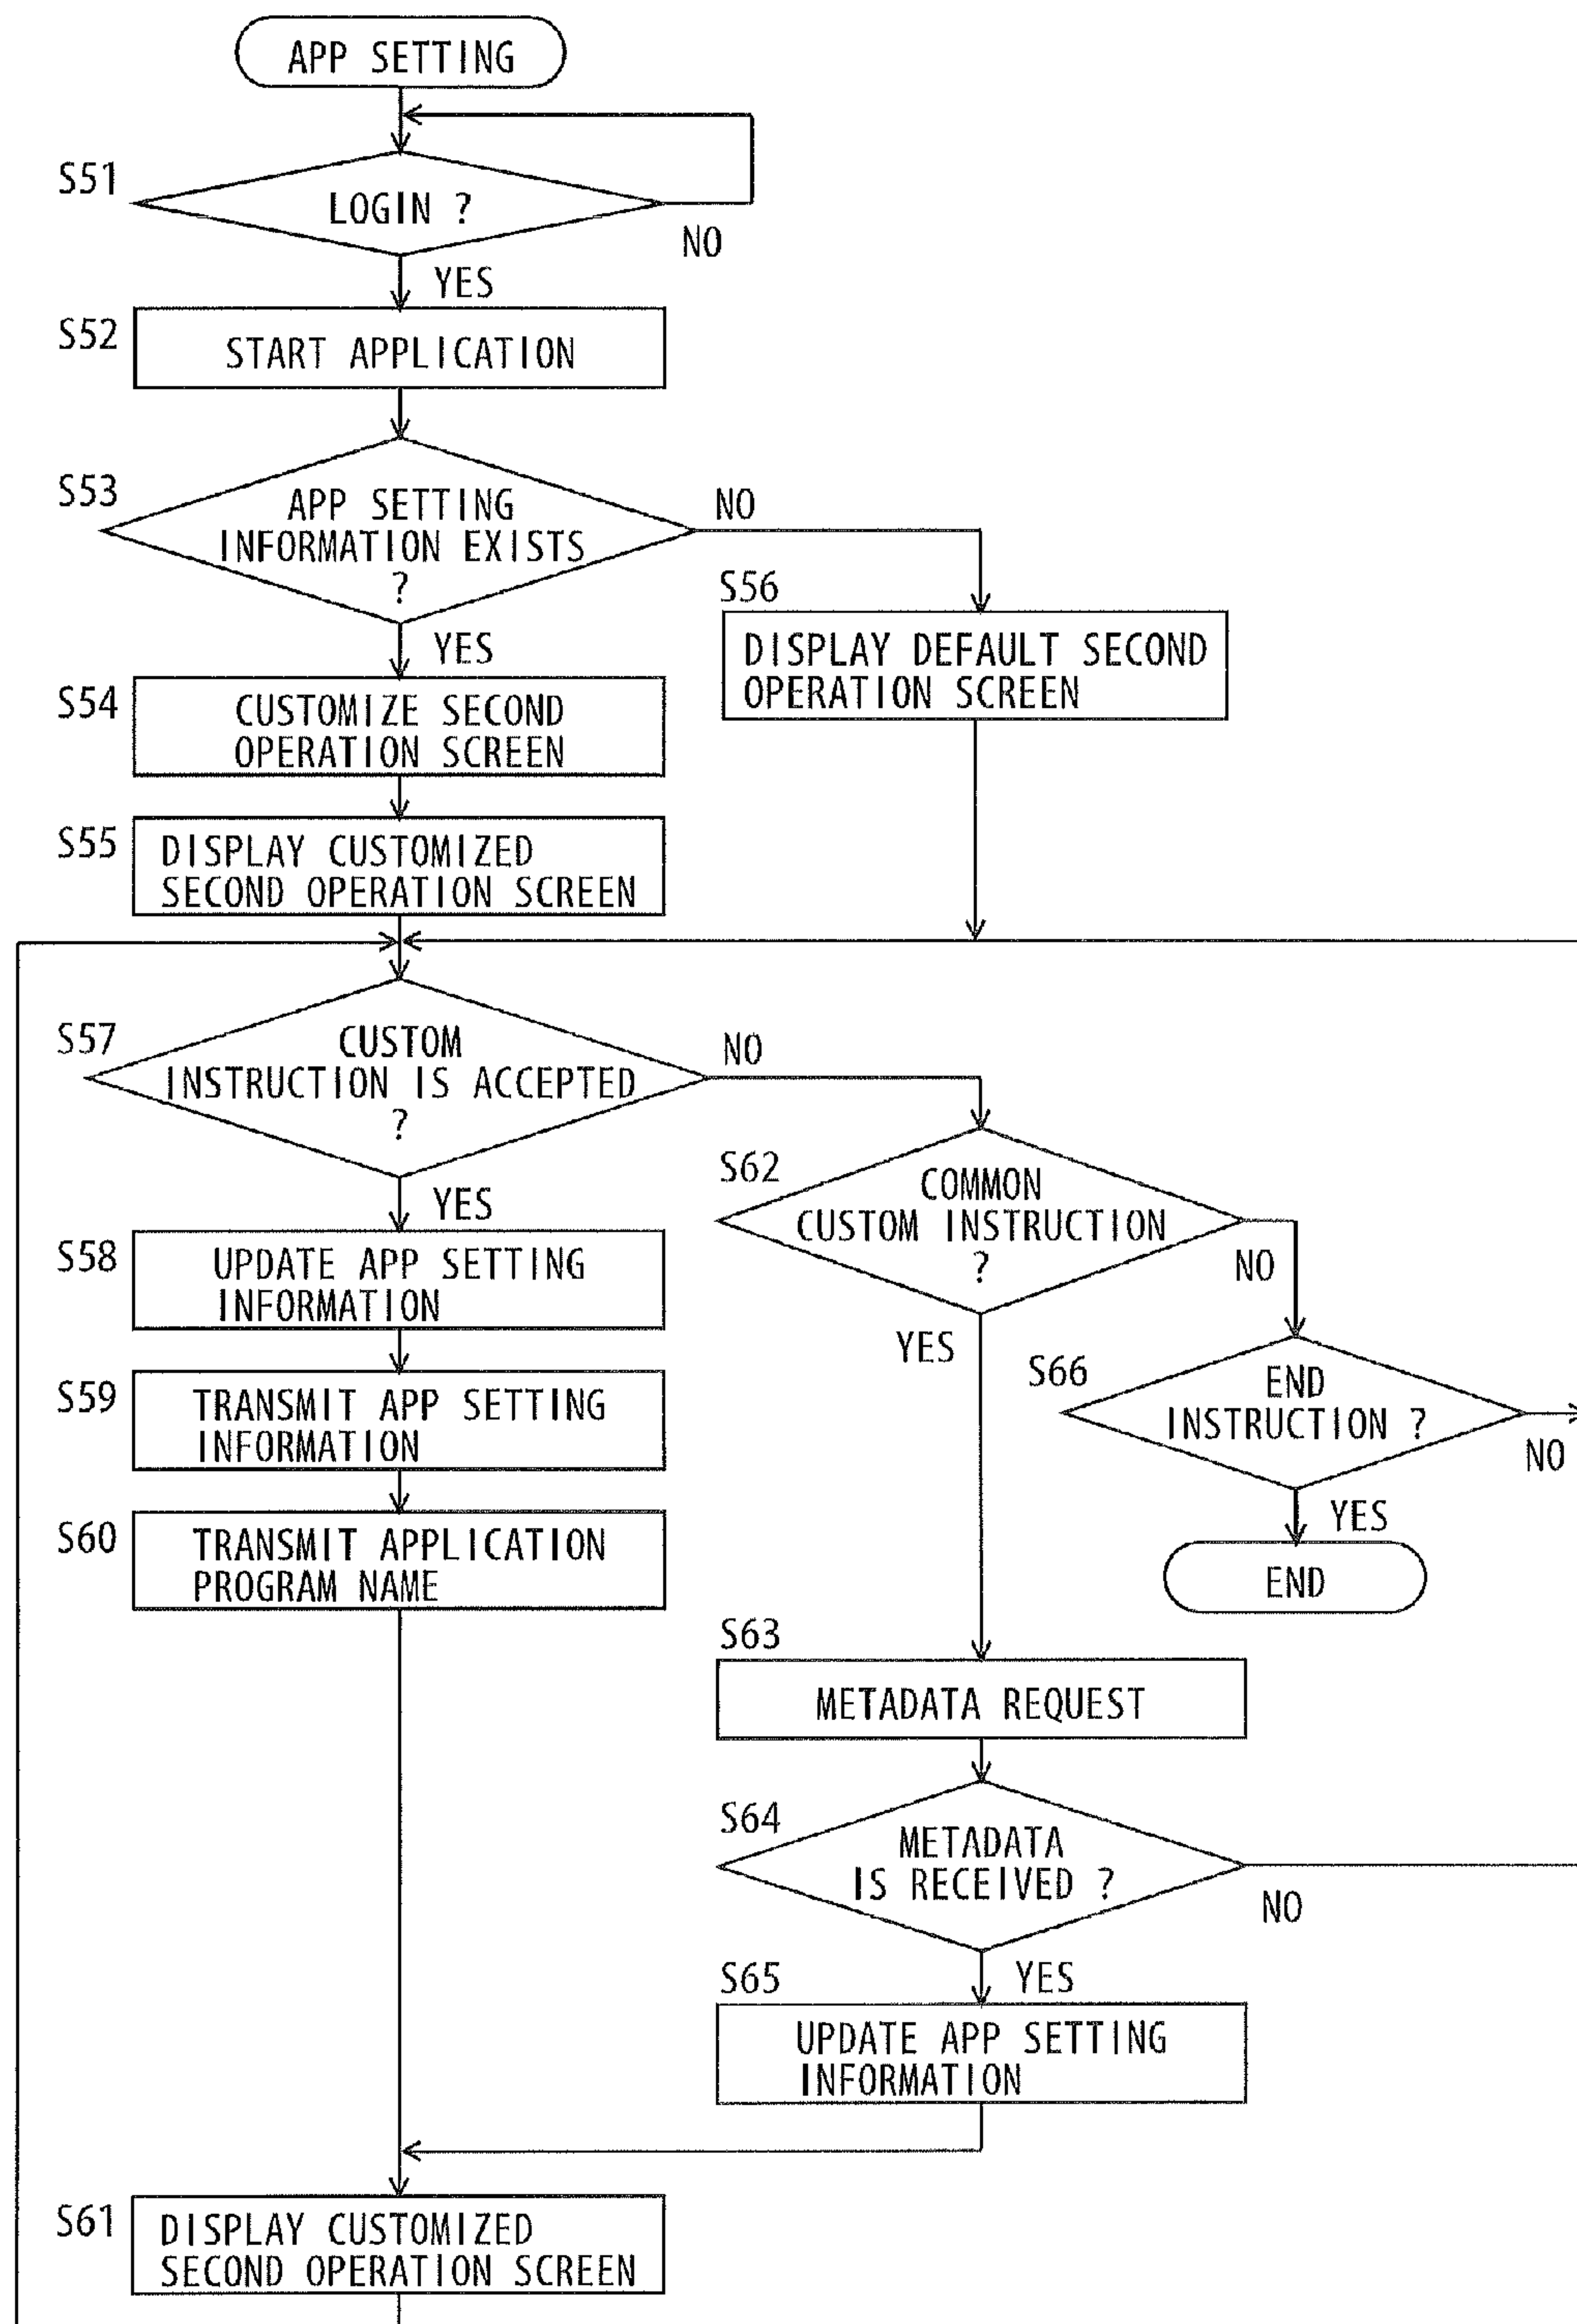 APP SETTING
S51
LOGIN ?
NO
YES
S52
START APPLICATION
S53
APP SETTING
INFORMATION EXISTS
?
NO
YES
S56
DISPLAY DEFAULT SECOND
OPERATION SCREEN
S54
CUSTOMIZE SECOND
OPERATION SCREEN
S55
DISPLAY CUSTOMIZED
SECOND OPERATION SCREEN
S57
CUSTOM
INSTRUCTION IS ACCEPTED
?
NO
YES
S58
UPDATE APP SETTING
INFORMATION
S59
TRANSMIT APP SETTING
INFORMATION
S60
TRANSMIT APPLICATION
PROGRAM NAME
S62
COMMON
CUSTOM INSTRUCTION
?
NO
YES
S66
END
INSTRUCTION ?
NO
YES
END
S63
METADATA REQUEST
S64
METADATA
IS RECEIVED ?
NO
YES
S65
UPDATE APP SETTING
INFORMATION
S61
DISPLAY CUSTOMIZED
SECOND OPERATION SCREEN